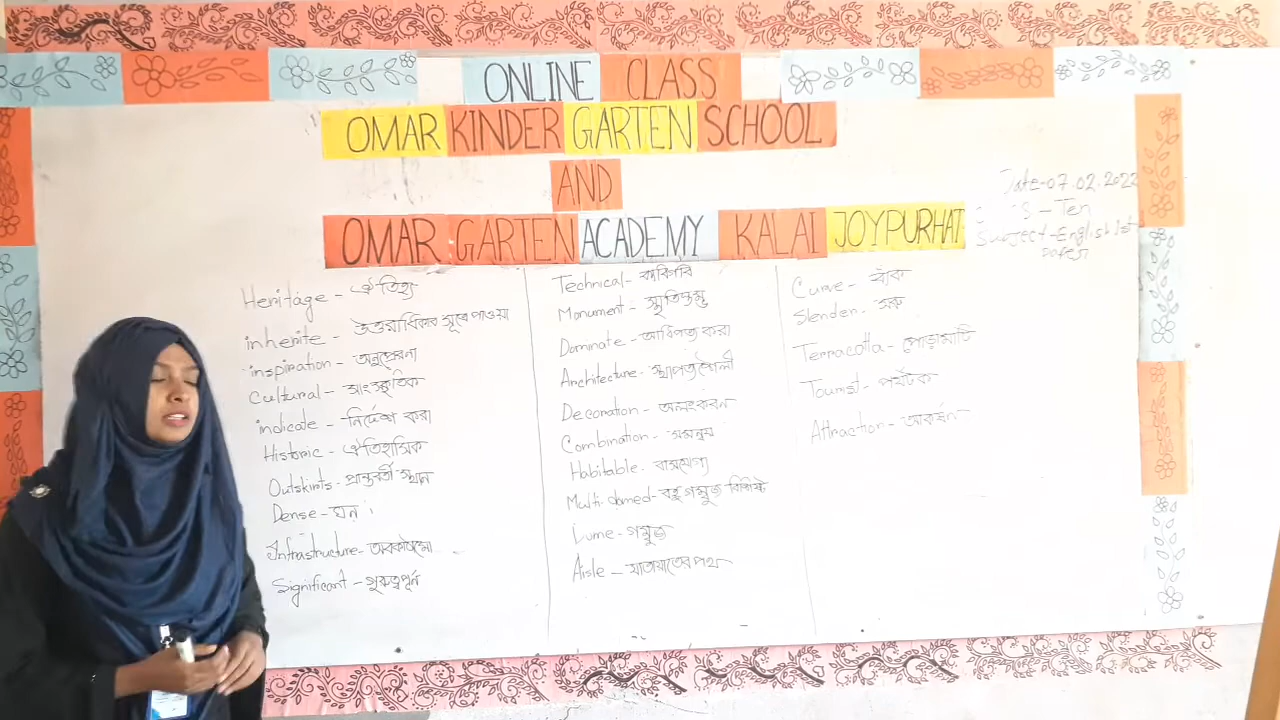 ONLINE CLASS
OMAR KINDER GARTEN SCHOOL
AND
OMAR GARTEN ACADEMY KALAI JOYPURHAT
Date-07.02.2022
- Ten
Subject-English 1st
paper
Heritage - ঐতিহ্য
inherite - উত্তরাধিকার সূত্রে পাওয়া
inspiration - অনুপ্রেরনা
Cultural - সাংস্কৃতিক
indicate - নির্দেশ করা
Historic - ঐতিহাসিক
Outskirts - প্রান্তবর্তী স্থান
Dense - ঘন
Infrastructure - অবকাঠামো
Significant - গুরুত্বপূর্ন
Technical - কারিগরি
Monument - স্মৃতিস্তম্ভ
Dominate - আধিপত্য করা
Architecture - স্থাপত্যশৈলী
Decoration - অলংকরন
Combination - সমন্বয়
Habitable - বাসযোগ্য
Multi domed - বহু গম্বুজ বিশিষ্ট
Dume - গম্বুজ
Aisle - যাতায়াতের পথ
Curve - বাঁক
Slender - সরু
Terracotta - পোড়ামাটি
Tourist - পর্যটক
Attraction - আকর্ষন